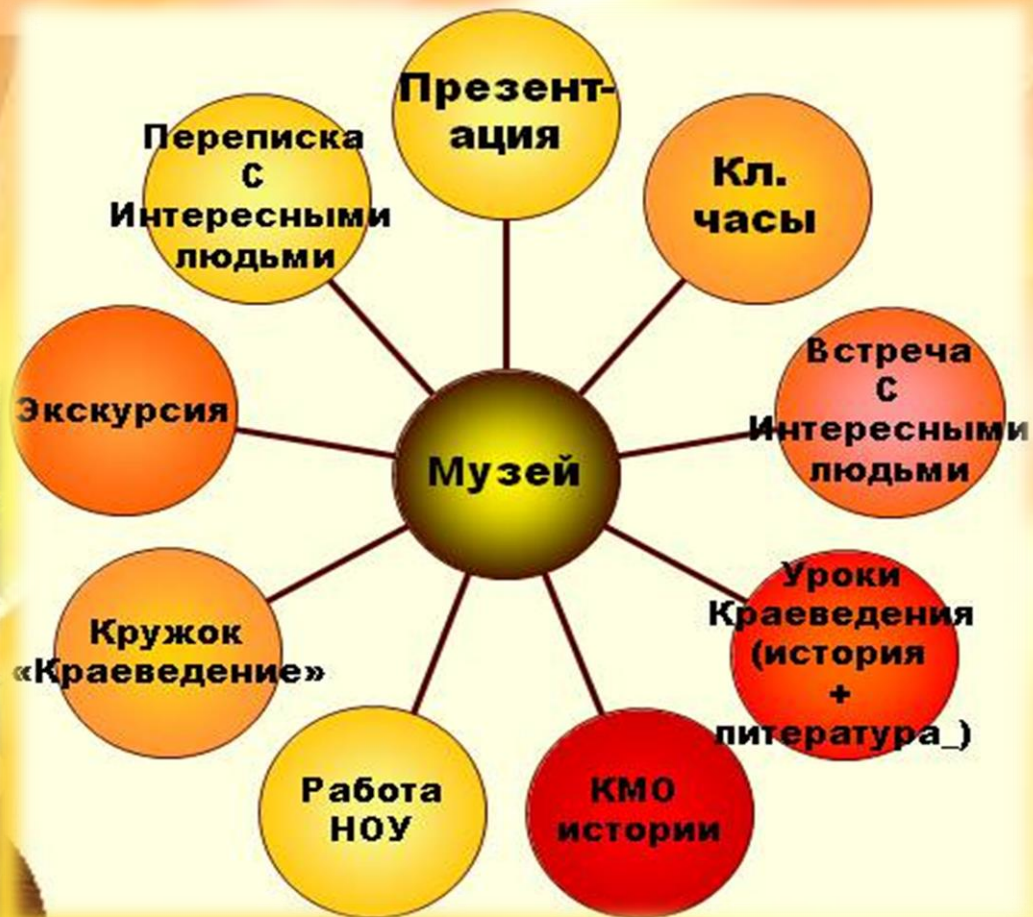 Презент-
ация
Кл.
часы
Встреча
С
Интересными
людьми
Уроки
Краеведения
(история
+
литература_)
КМО
истории
Работа
НОУ
Кружок
«Краеведение»
Экскурсия
Переписка
С
Интересными
людьми
Музей